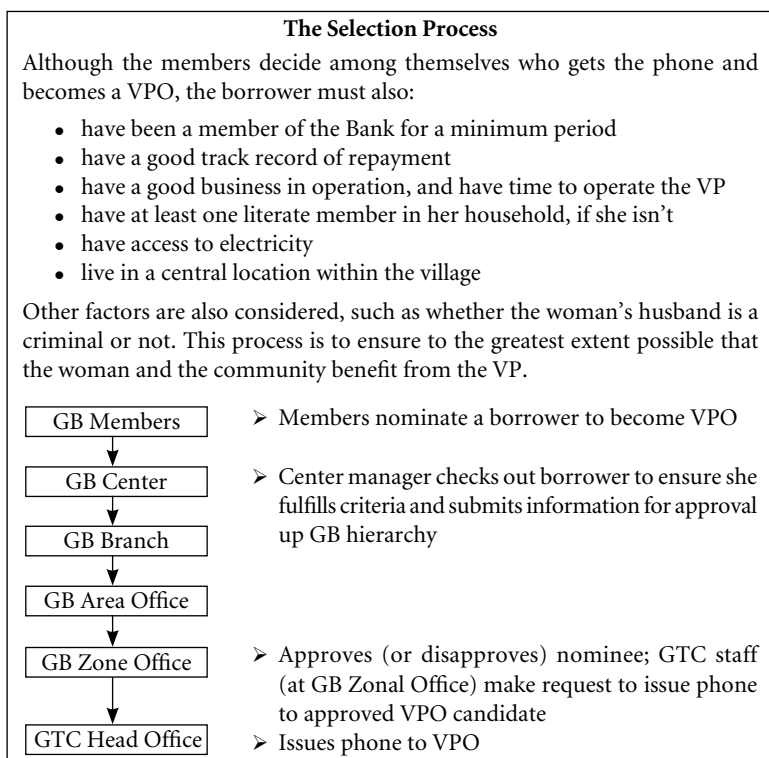 The Selection Process
Although the members decide among themselves who gets the phone and
becomes a VPO, the borrower must also:
• have been a member of the Bank for a minimum period
• have a good track record of repayment
• have a good business in operation, and have time to operate the VP
• have at least one literate member in her household, if she isn't
• have access to electricity
• live in a central location within the village
Other factors are also considered, such as whether the woman's husband is a
criminal or not. This process is to ensure to the greatest extent possible that
the woman and the community benefit from the VP.
GB Members
➢ Members nominate a borrower to become VPO
GB Center
➢ Center manager checks out borrower to ensure she
fulfills criteria and submits information for approval
up GB hierarchy
GB Branch
GB Area Office
GB Zone Office
➢ Approves (or disapproves) nominee; GTC staff
(at GB Zonal Office) make request to issue phone
to approved VPO candidate
GTC Head Office
➢ Issues phone to VPO